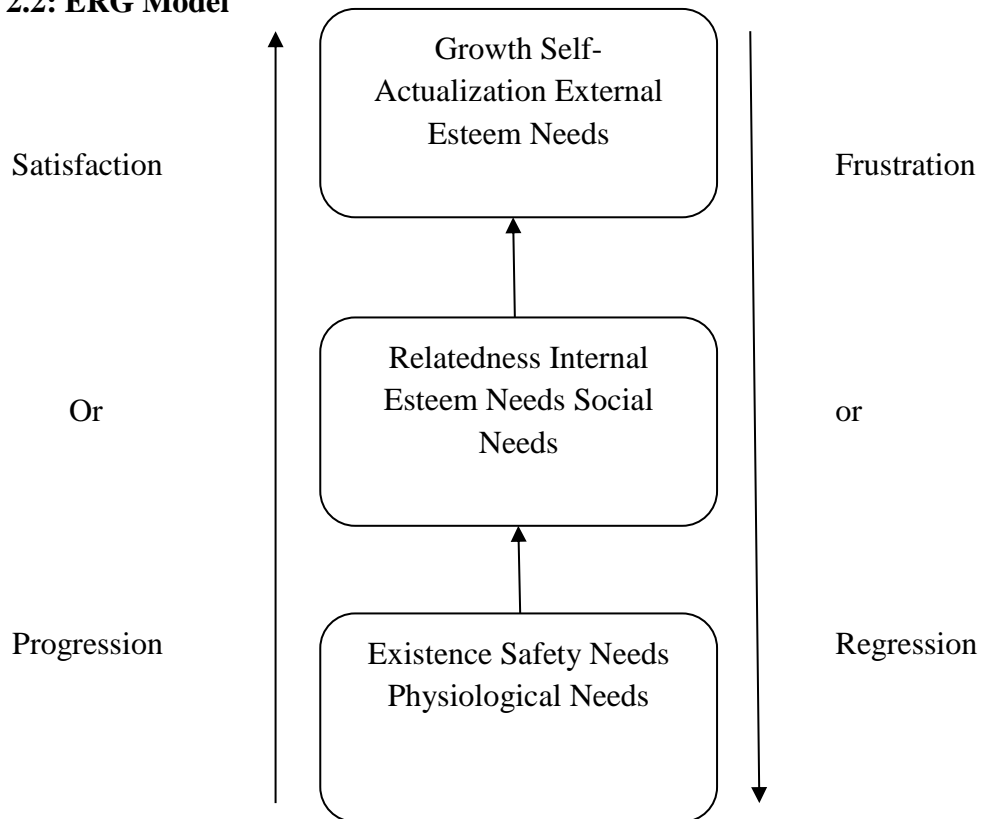 2.2: ERG Model
Growth Self-
Actualization External
Esteem Needs
Satisfaction
Frustration
Relatedness Internal
Esteem Needs Social
Needs
Or
or
Progression
Existence Safety Needs
Physiological Needs
Regression